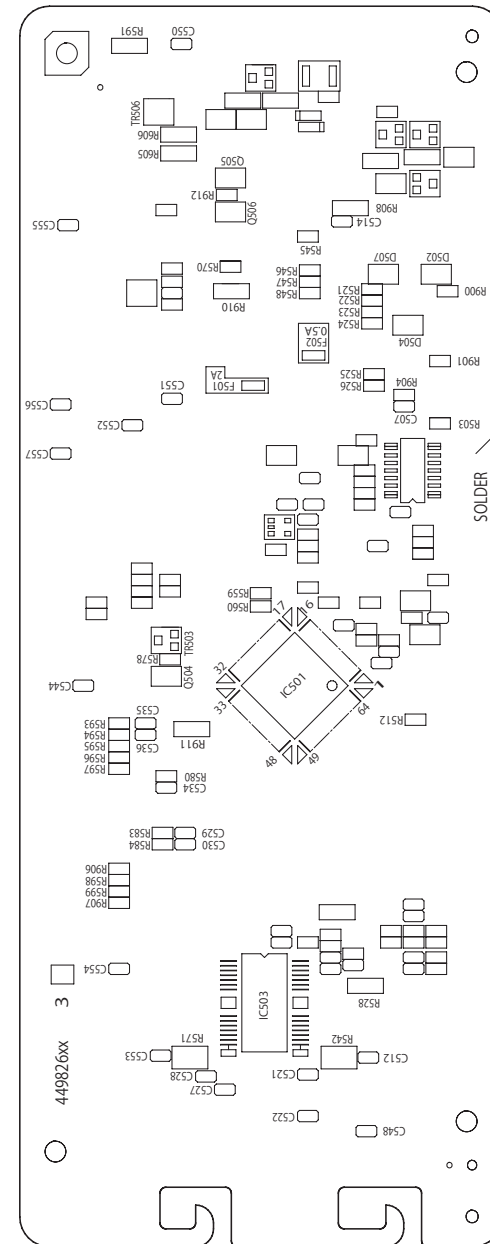 R591
C550
TR506
R606
R605
Q505
R912
Q506
R908
C514
C555
R545
R570
R546
R547
R548
R910
D507
D502
R521
R522
R523
R524
R900
D504
0.5A
F502
R901
2A
F501
C551
R525
R526
R904
C507
C556
C552
R503
C557
SOLDER
R559
R560
17
16
TR503
R578
Q504
32
33
IC501
1
64
48
49
C544
C535
R593
R594
R595
R596
R597
C536
R911
R512
R580
C534
R583
R584
C529
C530
R906
R598
R599
R907
C554
3
IC503
R528
449826xx
C553
R571
R542
C512
C528
C527
C521
C522
C548